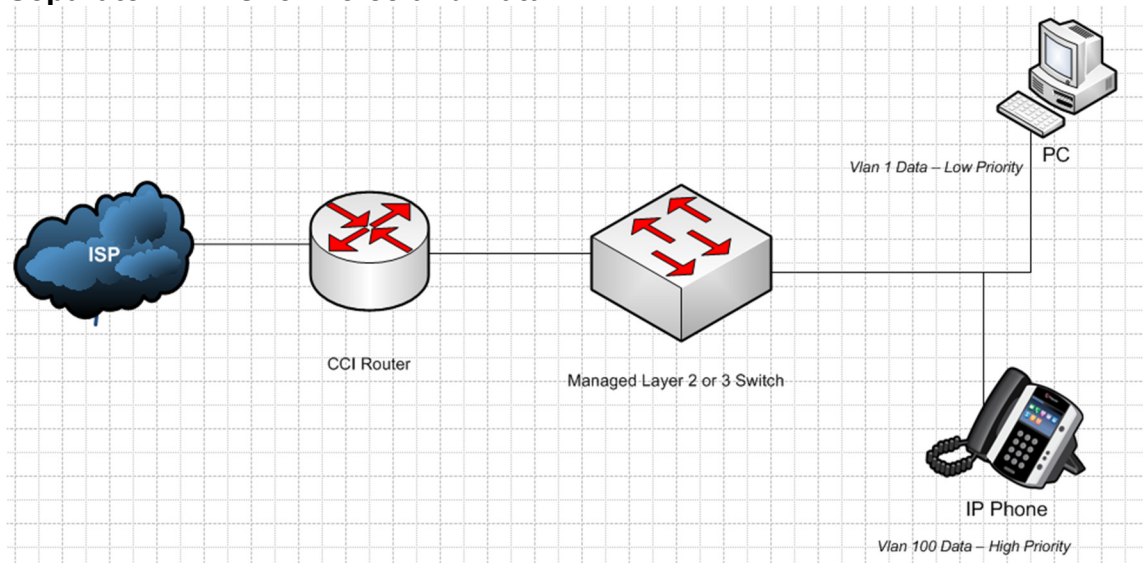 PC
Vlan 1 Data – Low Priority
ISP
CCI Router
Managed Layer 2 or 3 Switch
IP Phone
Vlan 100 Data – High Priority